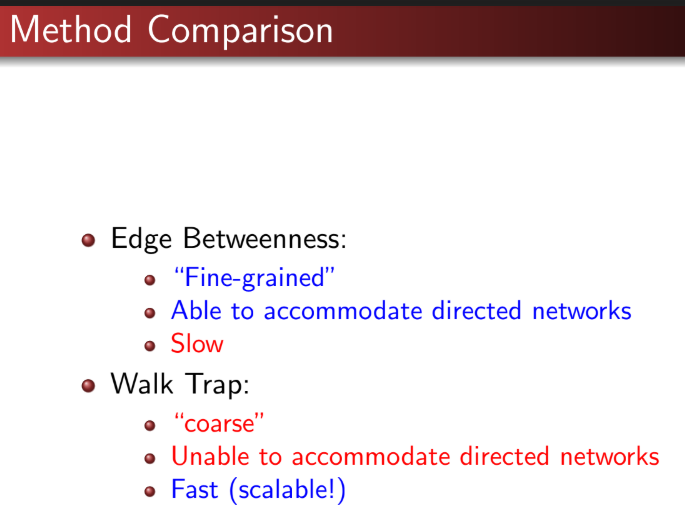 Method Comparison
Edge Betweenness:
“Fine-grained”
Able to accommodate directed networks
Slow
Walk Trap:
“coarse”
Unable to accommodate directed networks
Fast (scalable!)